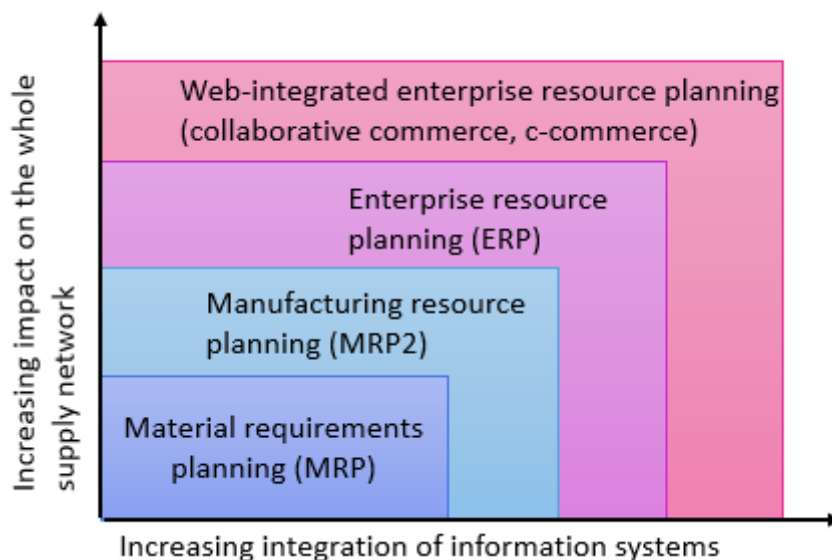 Increasing impact on the whole
supply network
Web-integrated enterprise resource planning
(collaborative commerce, c-commerce)
Enterprise resource
planning (ERP)
Manufacturing resource
planning (MRP2)
Material requirements
planning (MRP)
Increasing integration of information systems